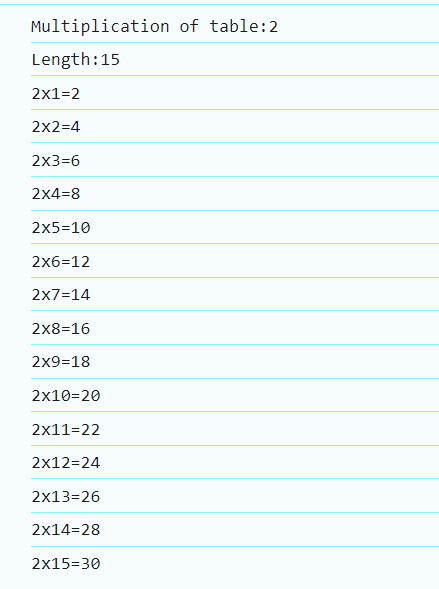 Multiplication of table:2
Length:15
2x1=2
2x2=4
2x3=6
2x4=8
2x5=10
2x6=12
2x7=14
2x8=16
2x9=18
2x10=20
2x11=22
2x12=24
2x13=26
2x14=28
2x15=30